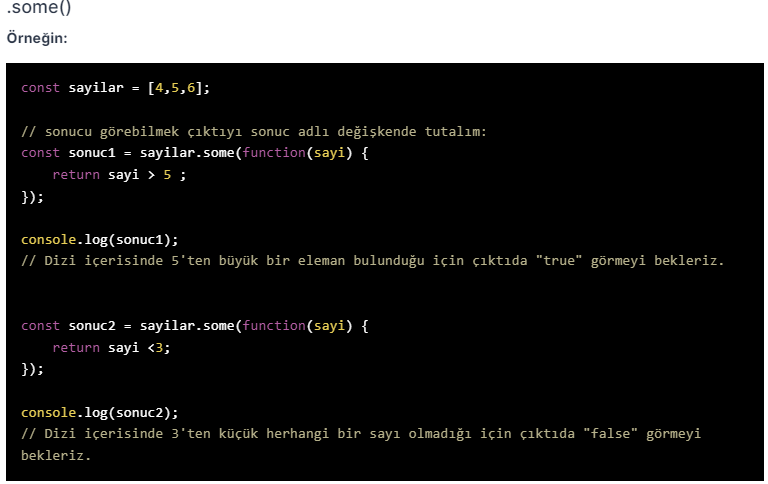 .some()
Örneğin:
const sayilar = [4,5,6];
// sonucu görebilmek çıktıyı sonuc adlı değişkende tutalım:
const sonuc1 = sayilar.some(function(sayi) {
    return sayi > 5 ;
});
console.log(sonuc1);
// Dizi içerisinde 5'ten büyük bir eleman bulunduğu için çıktıda "true" görmeyi bekleriz.
const sonuc2 = sayilar.some(function(sayi) {
    return sayi <3;
});
console.log(sonuc2);
// Dizi içerisinde 3'ten küçük herhangi bir sayı olmadığı için çıktıda "false" görmeyi
bekleriz.